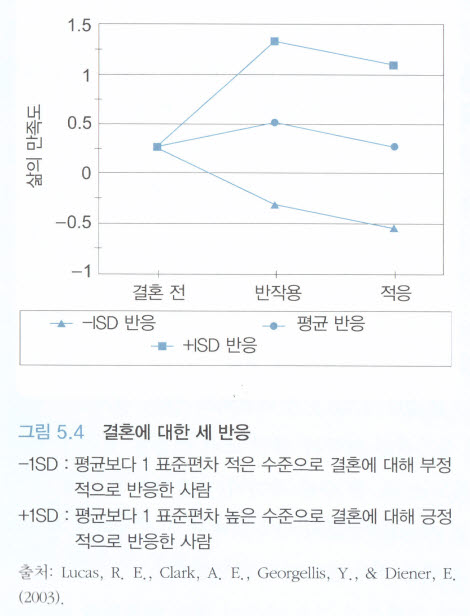 삶의 만족도
1.5
1
0.5
0
−0.5
−1
결혼 전 반작용 적응
−ISD 반응 평균 반응
+ISD 반응
그림 5.4 결혼에 대한 세 반응
−1SD : 평균보다 1 표준편차 적은 수준으로 결혼에 대해 부정
적으로 반응한 사람
+1SD : 평균보다 1 표준편차 높은 수준으로 결혼에 대해 긍정
적으로 반응한 사람
출처: Lucas, R. E., Clark, A. E., Georgellis, Y., & Diener, E.
(2003).